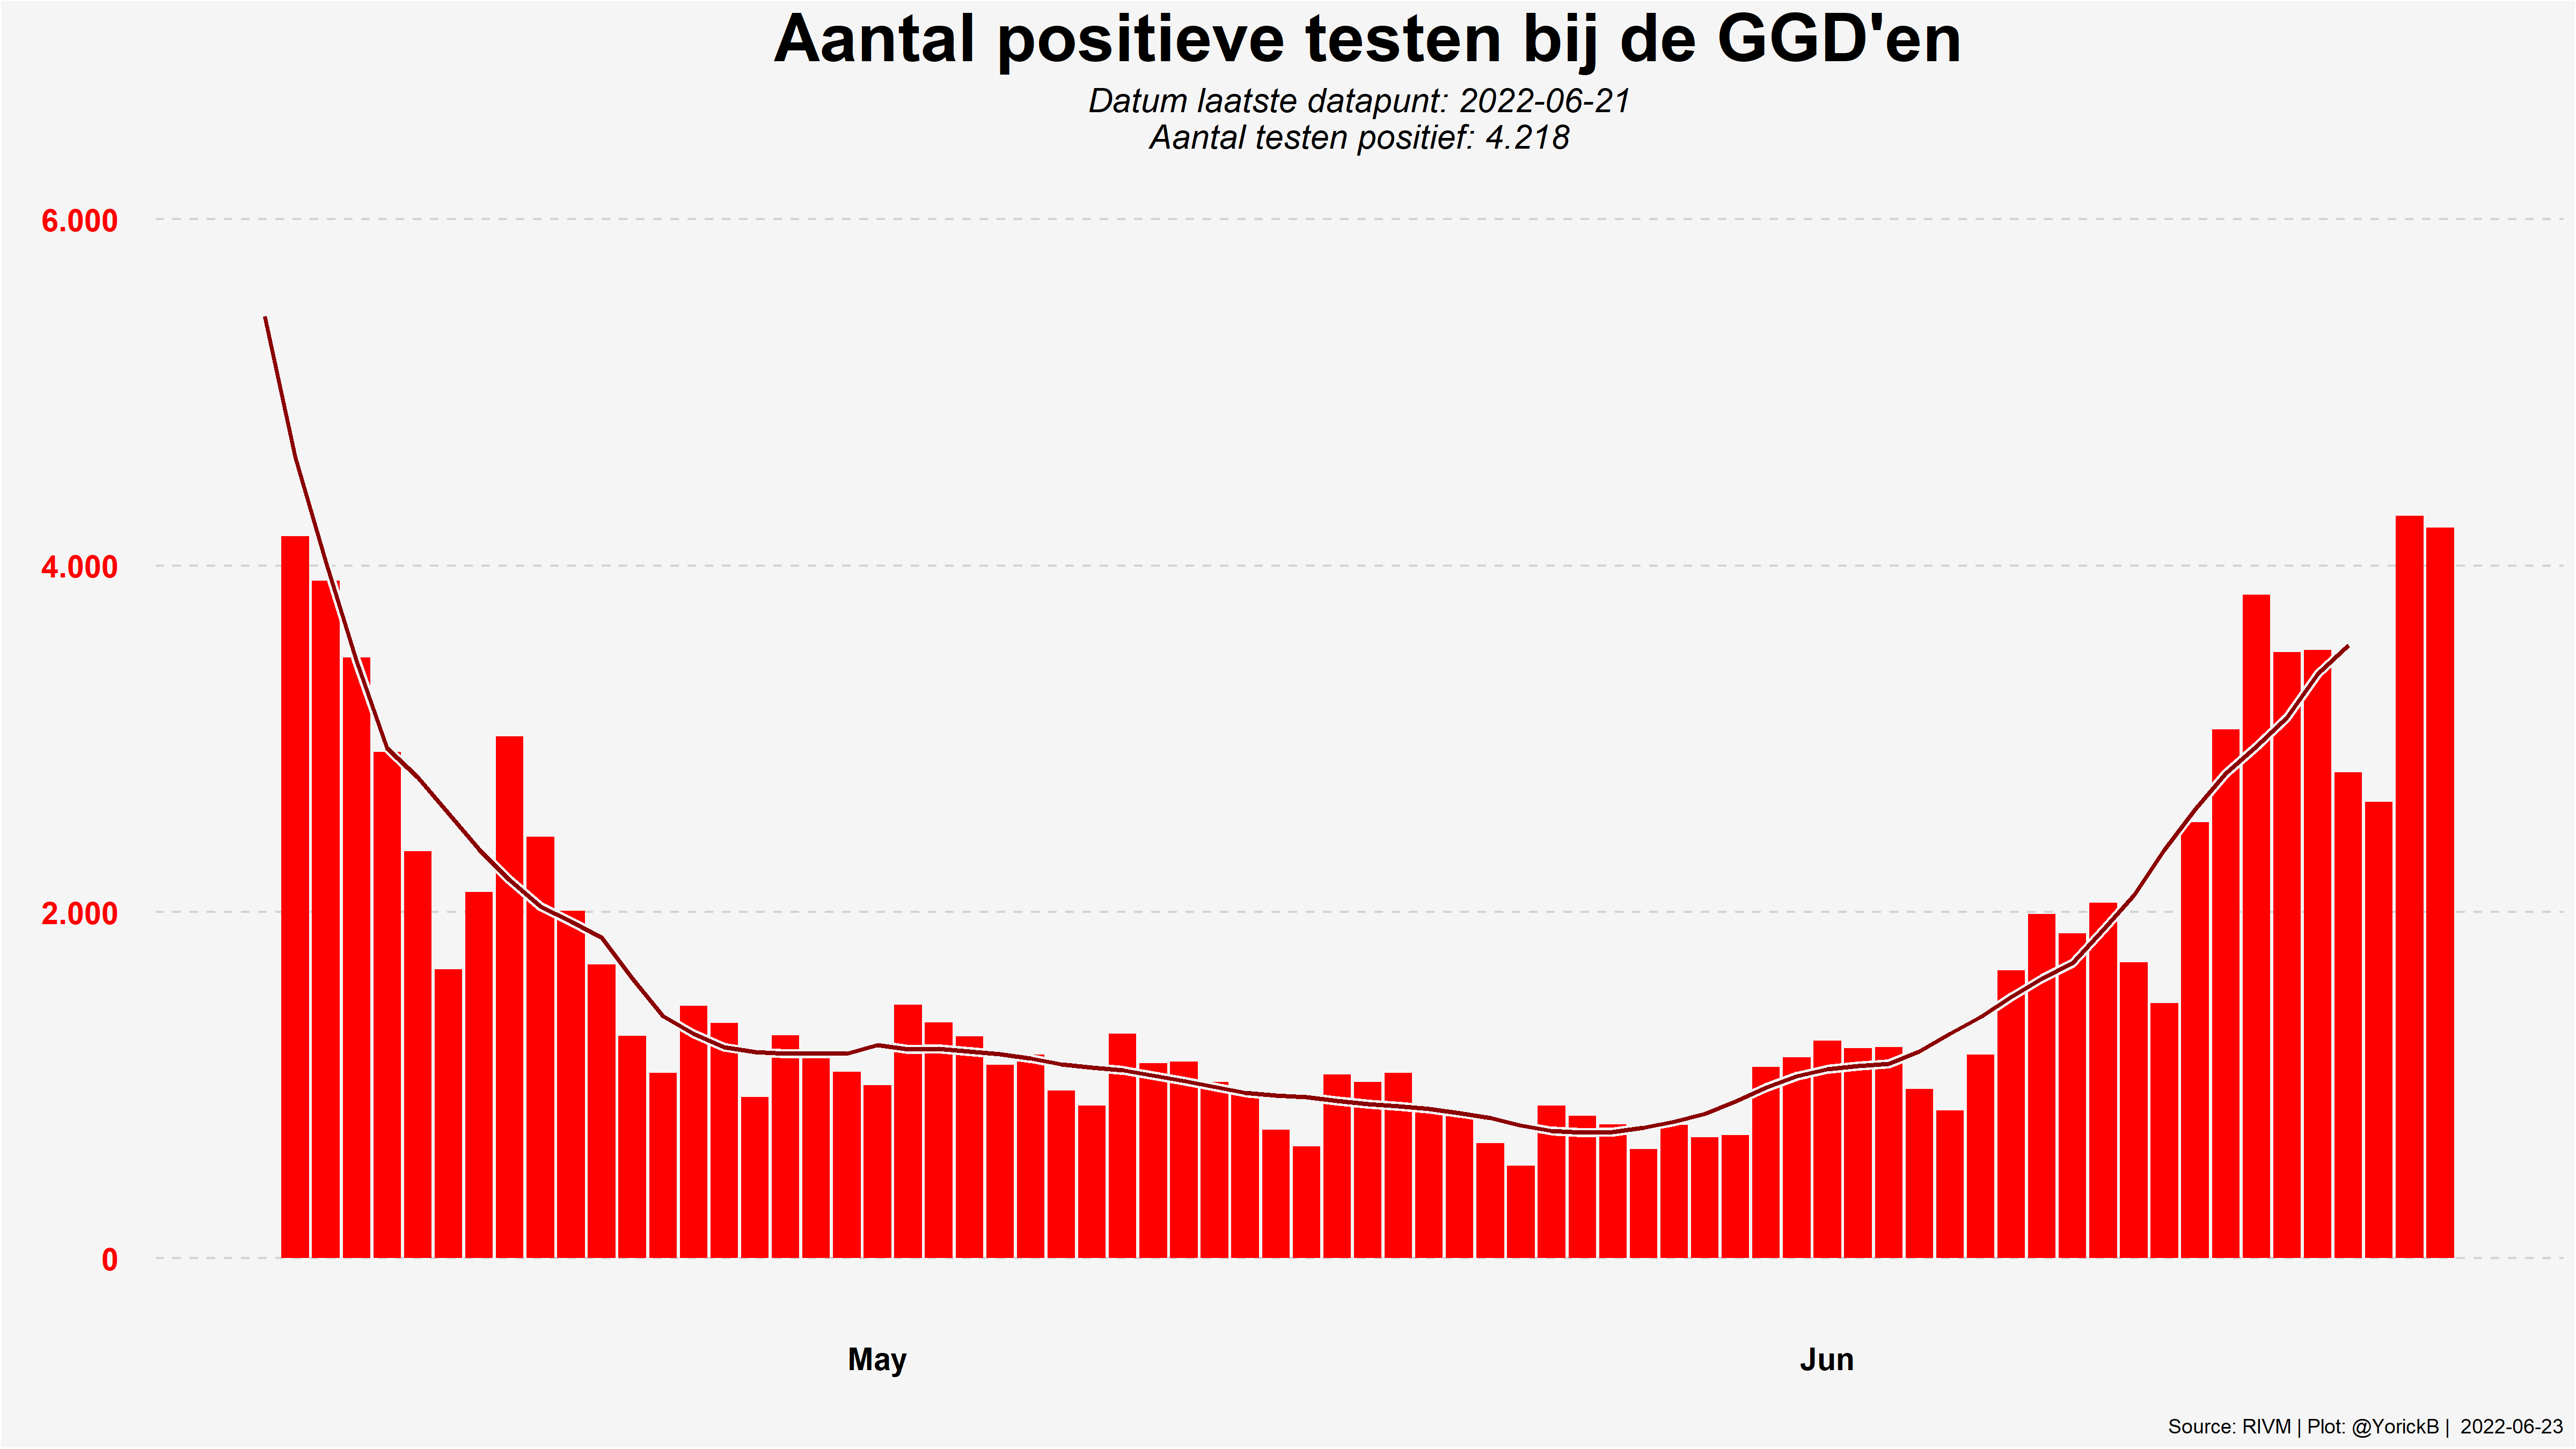 Aantal positieve testen bij de GGD'en
Datum laatste datapunt: 2022-06-21
Aantal testen positief: 4.218
6.000
4.000
2.000
0
May
Jun
Source: RIVM | Plot: @YorickB | 2022-06-23